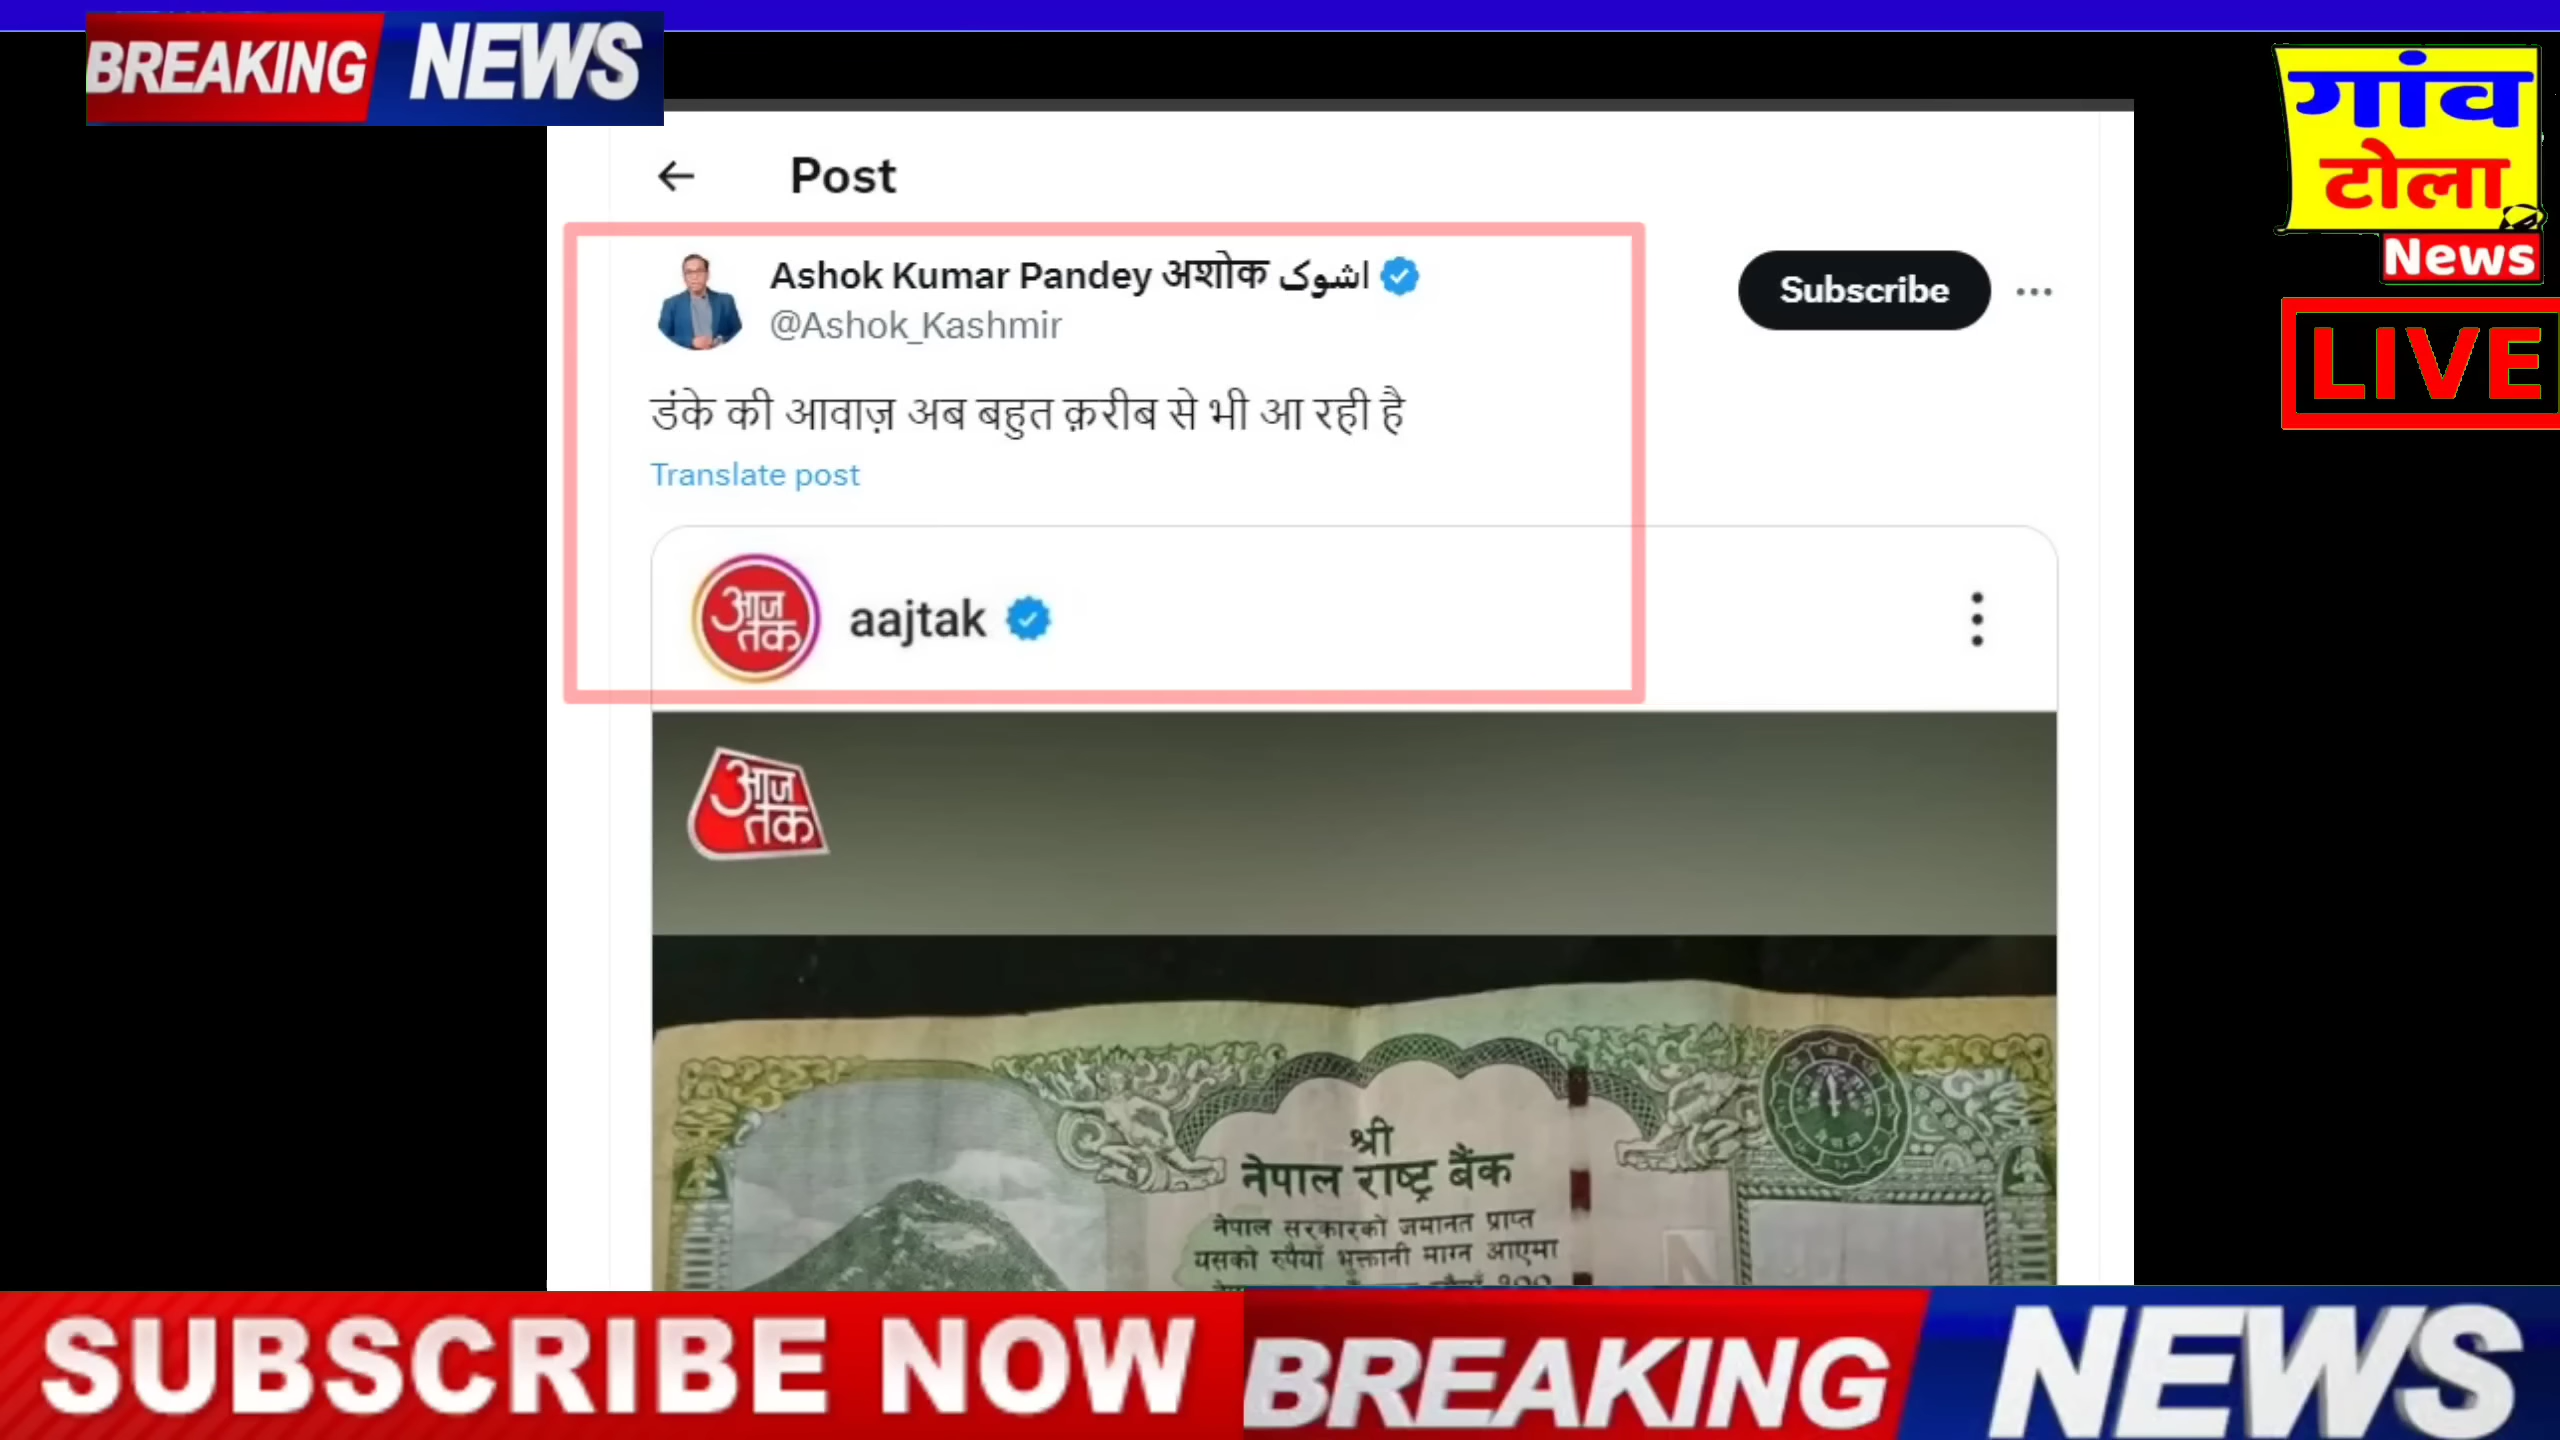 BREAKING NEWS
गांव
टोला
News
LIVE
Post
Ashok Kumar Pandey अशोक اشوک
@Ashok_Kashmir
Subscribe
डंके की आवाज़ अब बहुत क़रीब से भी आ रही है
Translate post
आज तक
aajtak
आज तक
श्री
नेपाल राष्ट्र बैंक
नेपाल सरकारको जमानत प्राप्त
यसको रुपैयाँ भुक्तानी माग्न आएमा
SUBSCRIBE NOW BREAKING NEWS